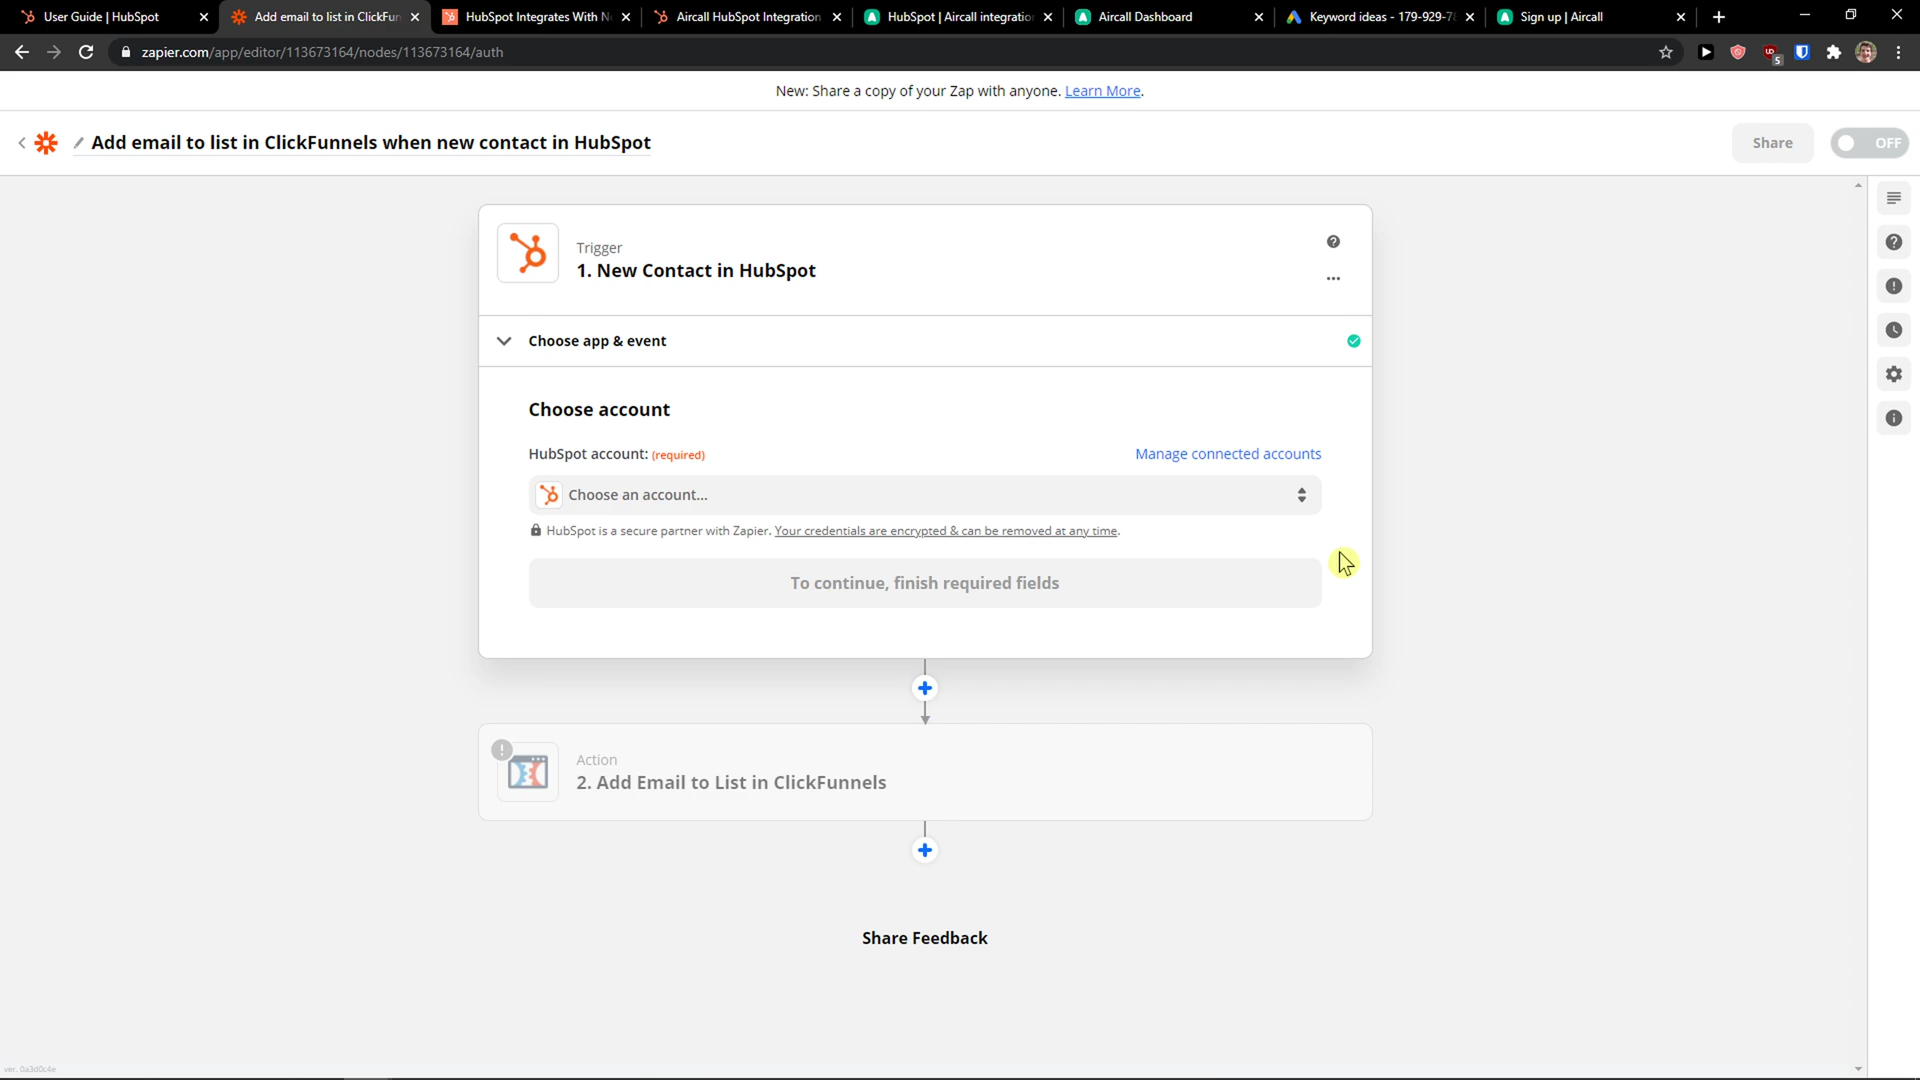 User Guide | HubSpot
Add email to list in ClickFun
HubSpot Integrates With N
Aircall HubSpot Integration
HubSpot | Aircall integratio
Aircall Dashboard
Keyword ideas - 179-929-7
Sign up | Aircall
zapier.com/app/editor/113673164/nodes/113673164/auth
5
New: Share a copy of your Zap with anyone. Learn More.
Add email to list in ClickFunnels when new contact in HubSpot
Share
OFF
Trigger
1. New Contact in HubSpot
Choose app & event
Choose account
HubSpot account: (required)
Manage connected accounts
Choose an account...
HubSpot is a secure partner with Zapier. Your credentials are encrypted & can be removed at any time.
To continue, finish required fields
Action
2. Add Email to List in ClickFunnels
Share Feedback
ver. 0a3d0c4e